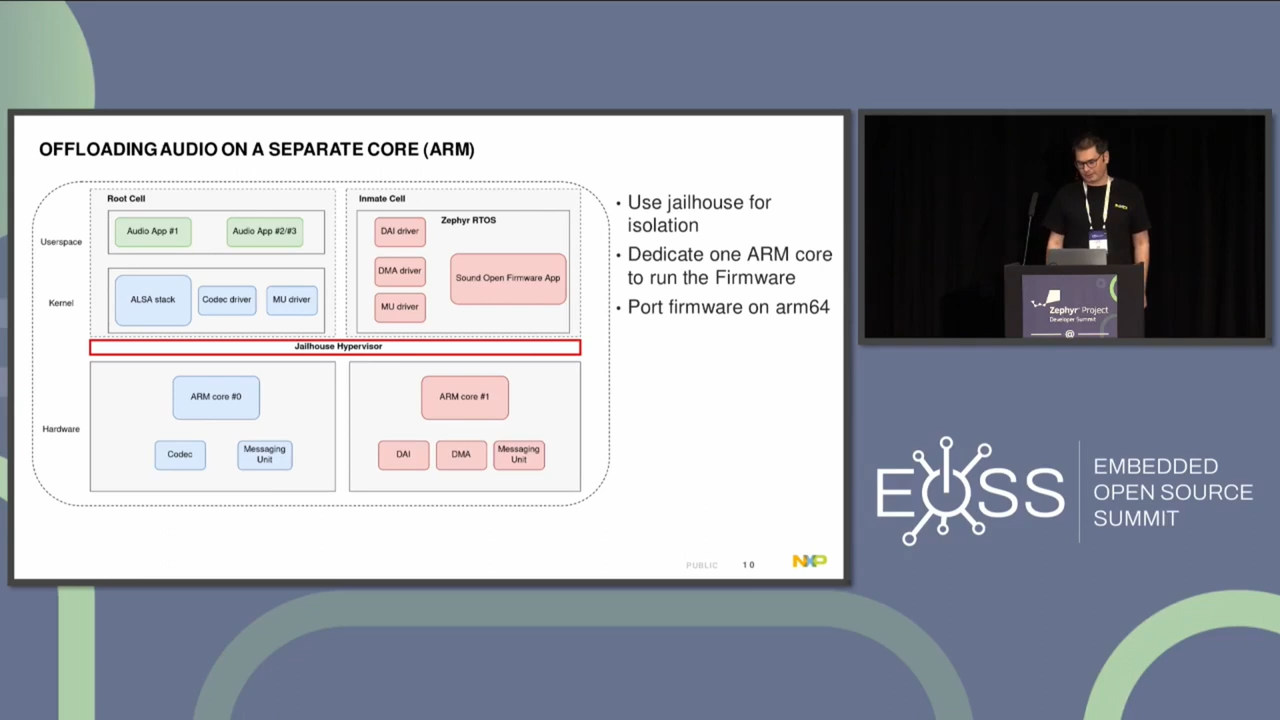 OFFLOADING AUDIO ON A SEPARATE CORE (ARM)
Root Cell
Inmate Cell
Userspace
Audio App #1
Audio App #2/#3
Kernel
ALSA stack
Codec driver
MU driver
Zephyr RTOS
DAI driver
DMA driver
MU driver
Sound Open Firmware App
Jailhouse Hypervisor
Hardware
ARM core #0
Codec
Messaging
Unit
ARM core #1
DAI
DMA
Messaging
Unit
• Use jailhouse for
isolation
• Dedicate one ARM core
to run the Firmware
• Port firmware on arm64
PUBLIC
10
NXP
Zephyr Project
Developer Summit
@
EOSS
EMBEDDED
OPEN SOURCE
SUMMIT